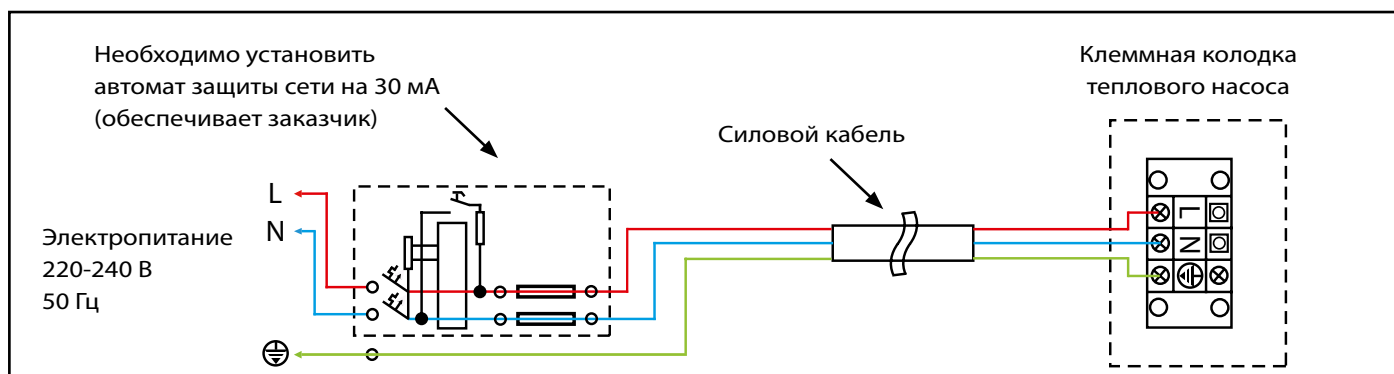 Необходимо установить
автомат защиты сети на 30 мА
(обеспечивает заказчик)
Клеммная колодка
теплового насоса
Силовой кабель
L
N
Электропитание
220-240 В
50 Гц
L
N